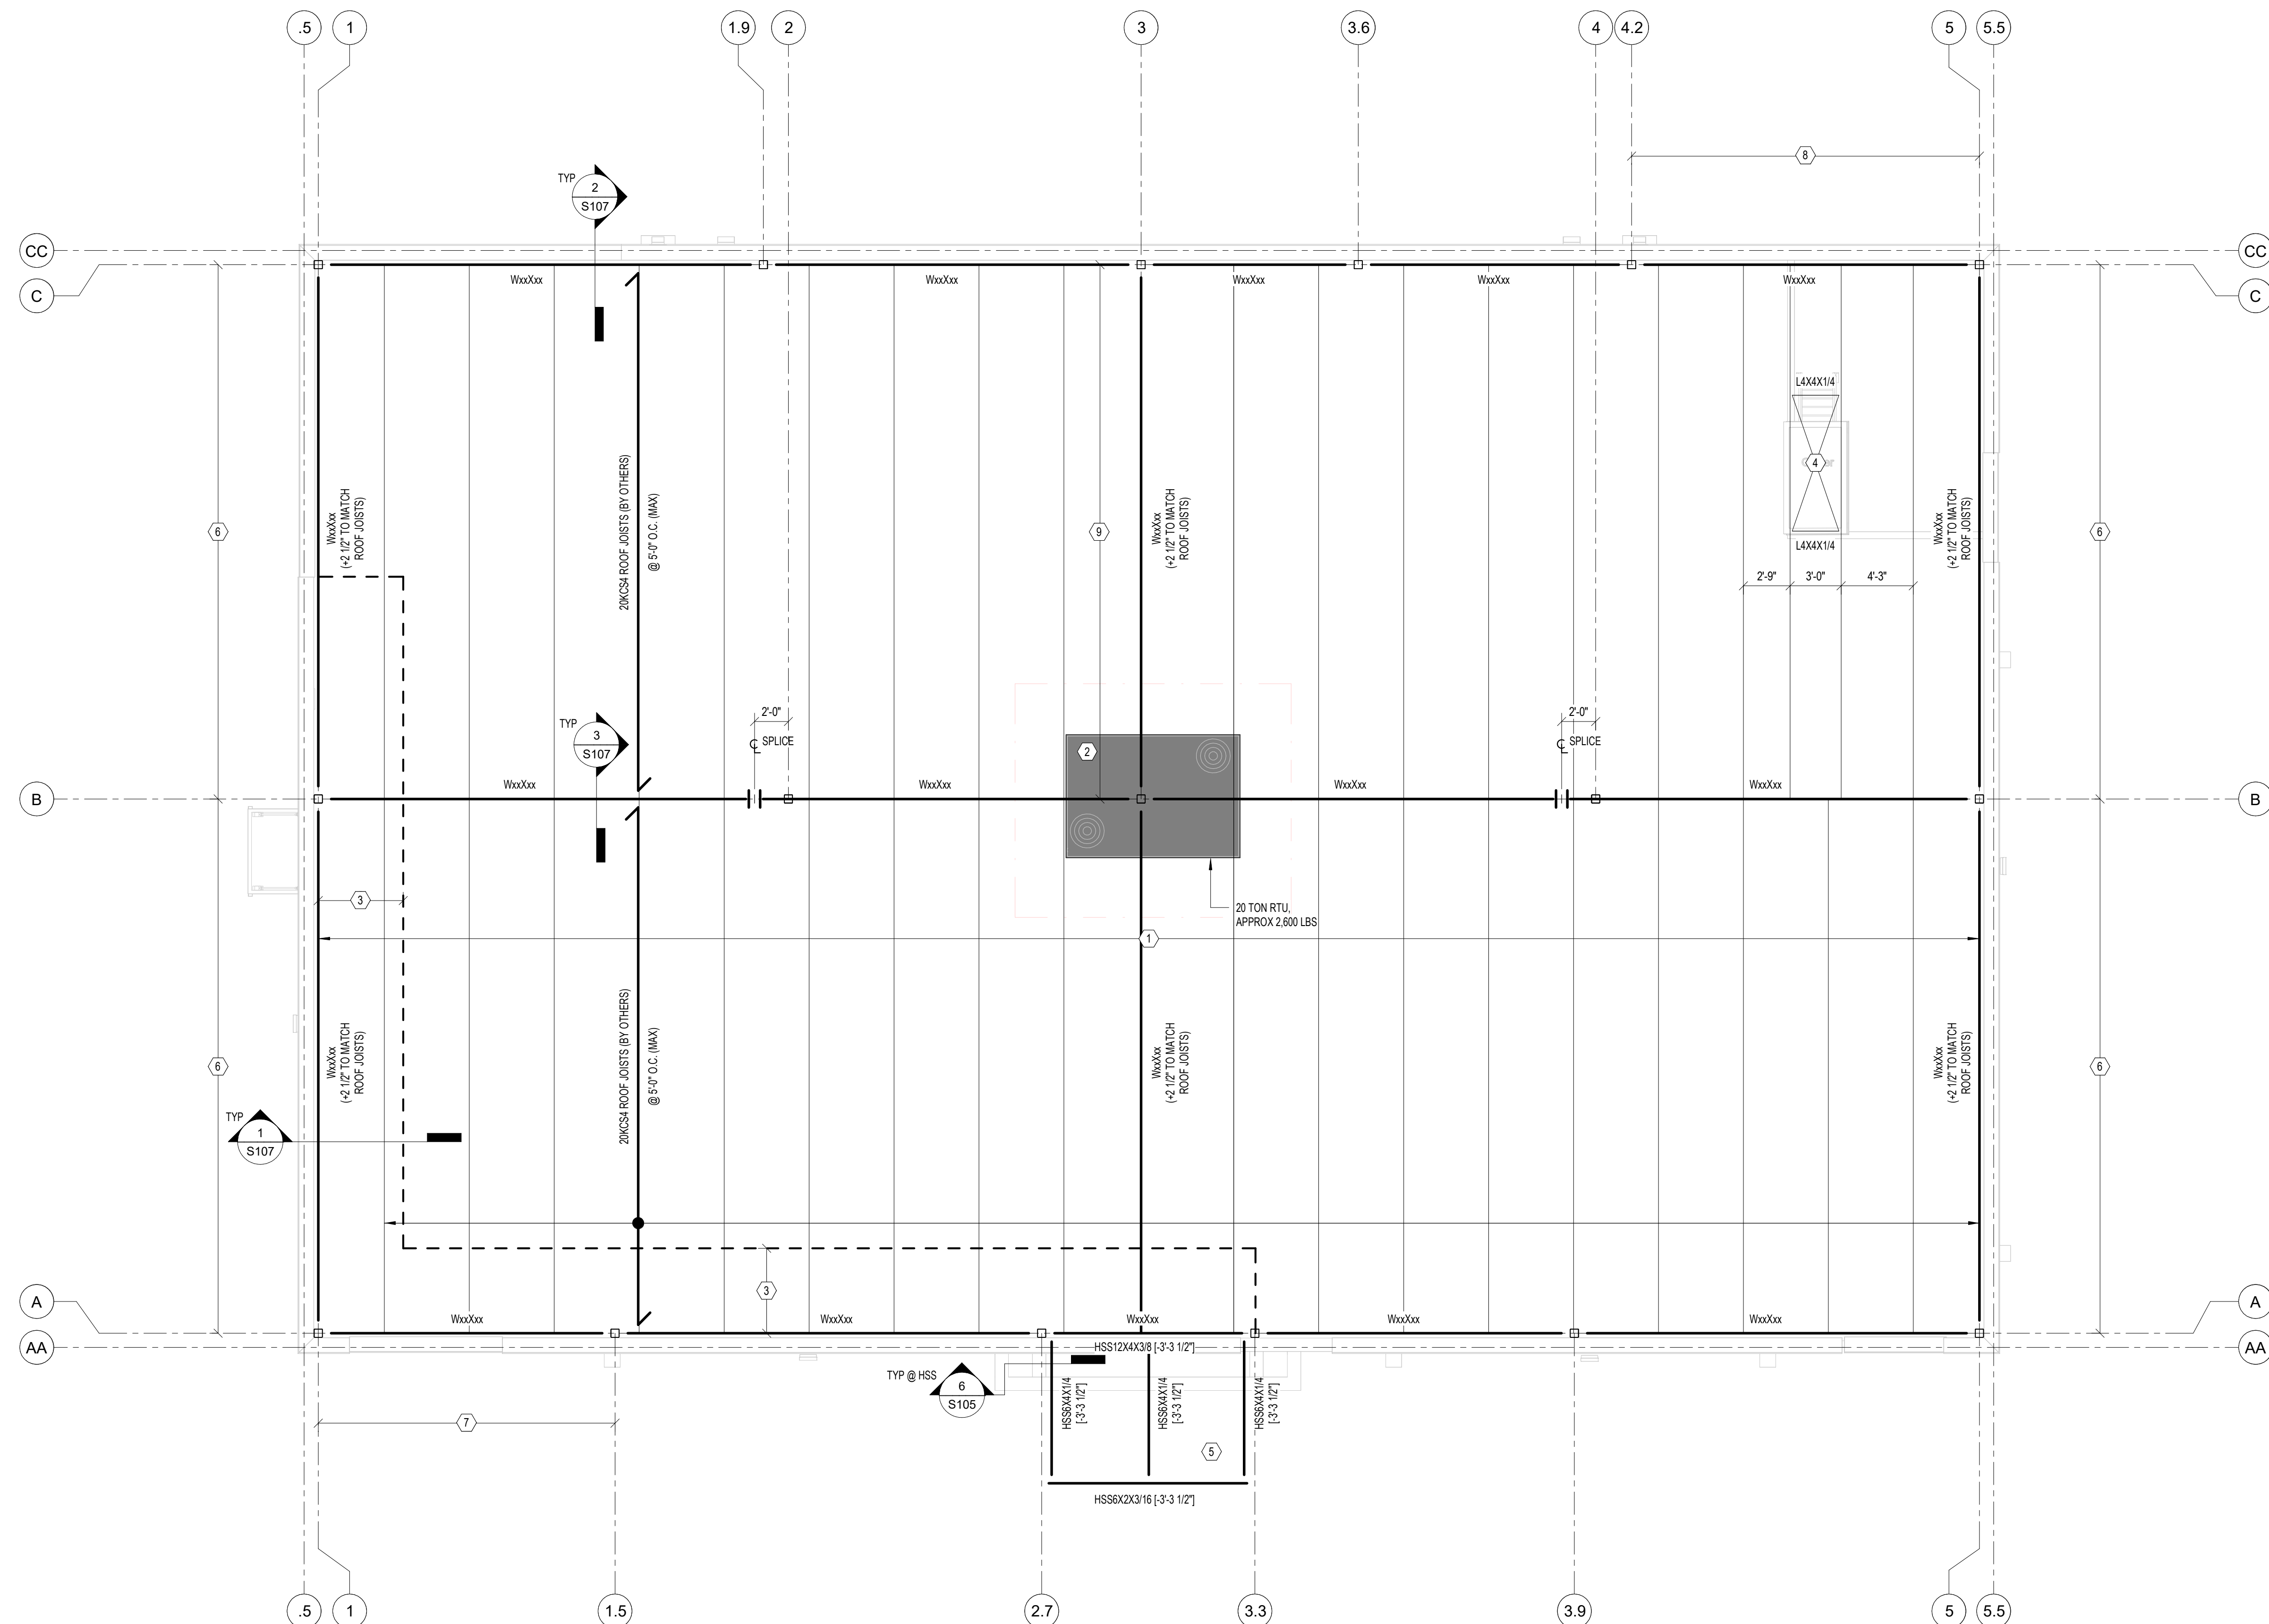 .5
1
1.9
2
3
3.6
4
4.2
5
5.5
8
TYP
2
S107
CC
CC
C
C
WxxXxx
WxxXxx
WxxXxx
WxxXxx
WxxXxx
L4X4X1/4
4
L4X4X1/4
WxxXxx
(+2 1/2" TO MATCH
ROOF JOISTS)
20KCS4 ROOF JOISTS (BY OTHERS)
@ 5'-0" O.C. (MAX)
WxxXxx
(+2 1/2" TO MATCH
ROOF JOISTS)
WxxXxx
(+2 1/2" TO MATCH
ROOF JOISTS)
6
9
6
2'-9"
3'-0"
4'-3"
TYP
3
S107
2'-0"
℄ SPLICE
2
2'-0"
℄ SPLICE
B
WxxXxx
WxxXxx
WxxXxx
WxxXxx
B
3
20 TON RTU,
APPROX 2,600 LBS
1
6
WxxXxx
(+2 1/2" TO MATCH
ROOF JOISTS)
20KCS4 ROOF JOISTS (BY OTHERS)
@ 5'-0" O.C. (MAX)
WxxXxx
(+2 1/2" TO MATCH
ROOF JOISTS)
WxxXxx
(+2 1/2" TO MATCH
ROOF JOISTS)
6
TYP
1
S107
3
A
A
WxxXxx
WxxXxx
WxxXxx
WxxXxx
WxxXxx
AA
AA
HSS12X4X3/8 [-3'-3 1/2"]
TYP @ HSS
6
S105
HSS6X4X1/4
[-3'-3 1/2"]
HSS6X4X1/4
[-3'-3 1/2"]
HSS6X4X1/4
[-3'-3 1/2"]
7
5
HSS6X2X3/16 [-3'-3 1/2"]
.5
1
1.5
2.7
3.3
3.9
5
5.5